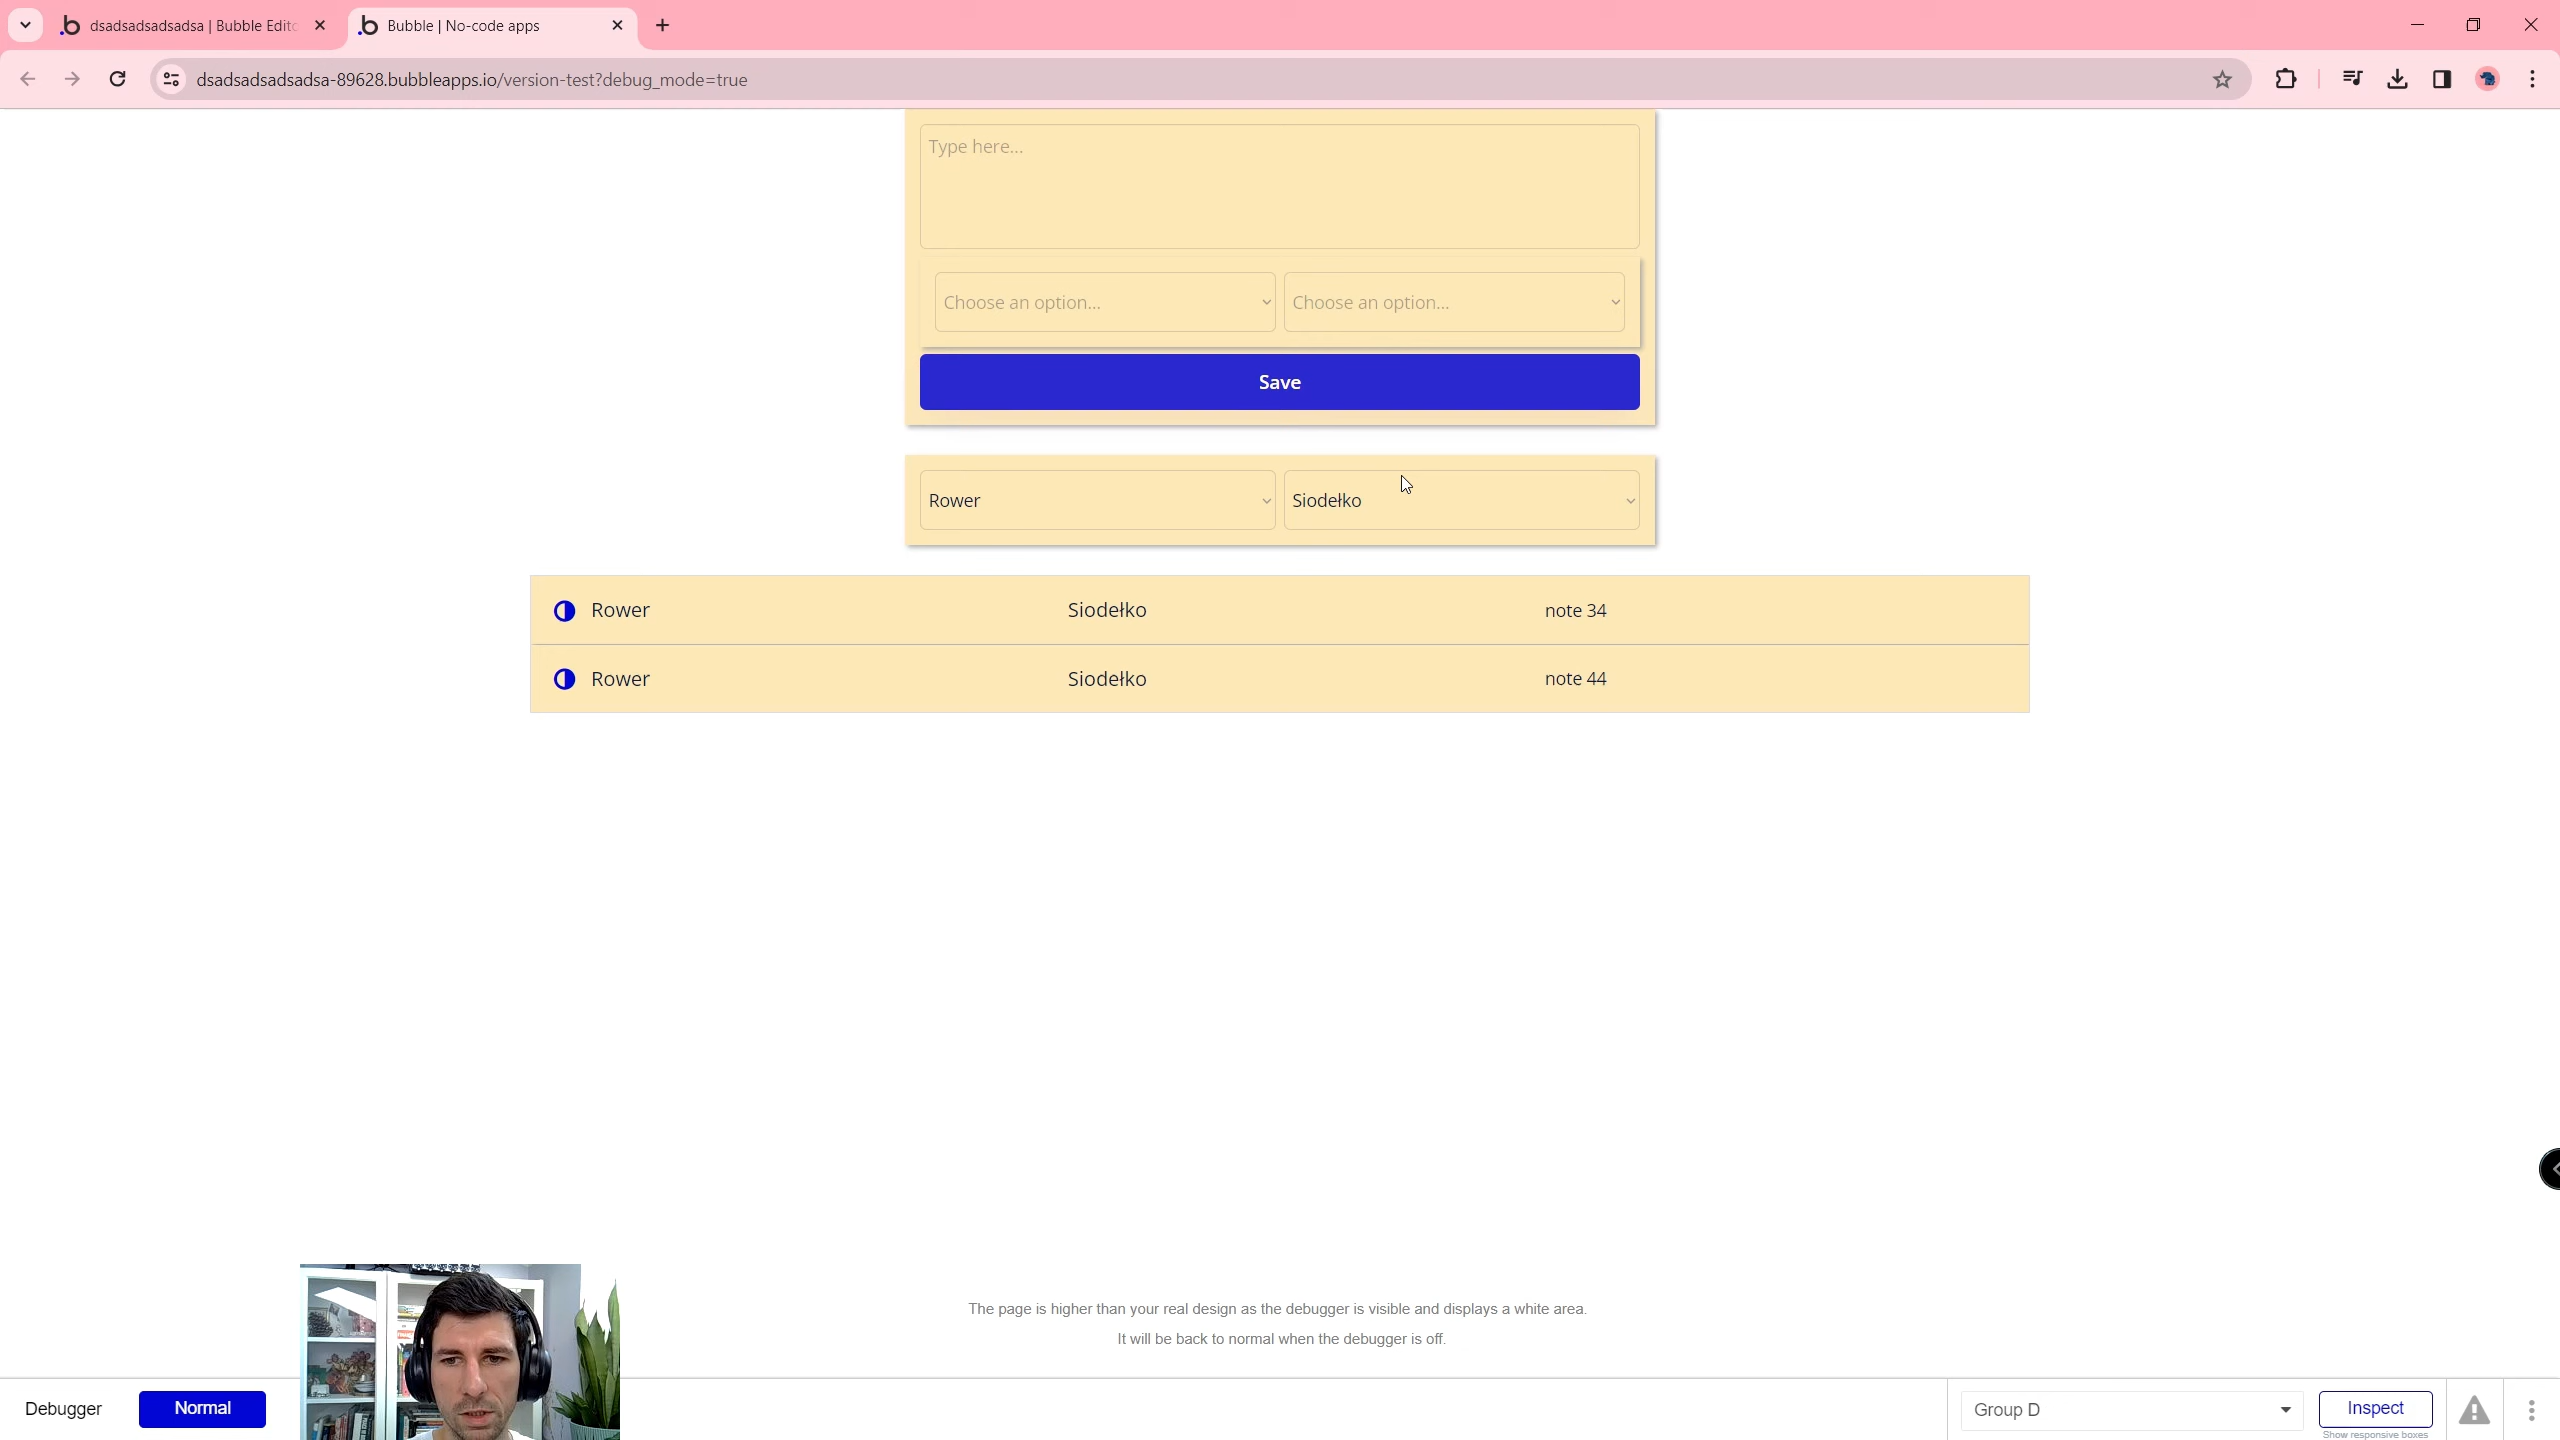 dsadsadsadsadsa | Bubble Edito
Bubble | No-code apps
dsadsadsadsadsa-89628.bubbleapps.io/version-test?debug_mode=true
Type here...
Choose an option...
Choose an option...
Save
Rower
Siodełko
Rower Siodełko note 34
Rower Siodełko note 44
The page is higher than your real design as the debugger is visible and displays a white area.
It will be back to normal when the debugger is off.
Debugger
Normal
Group D
Inspect
Show responsive boxes